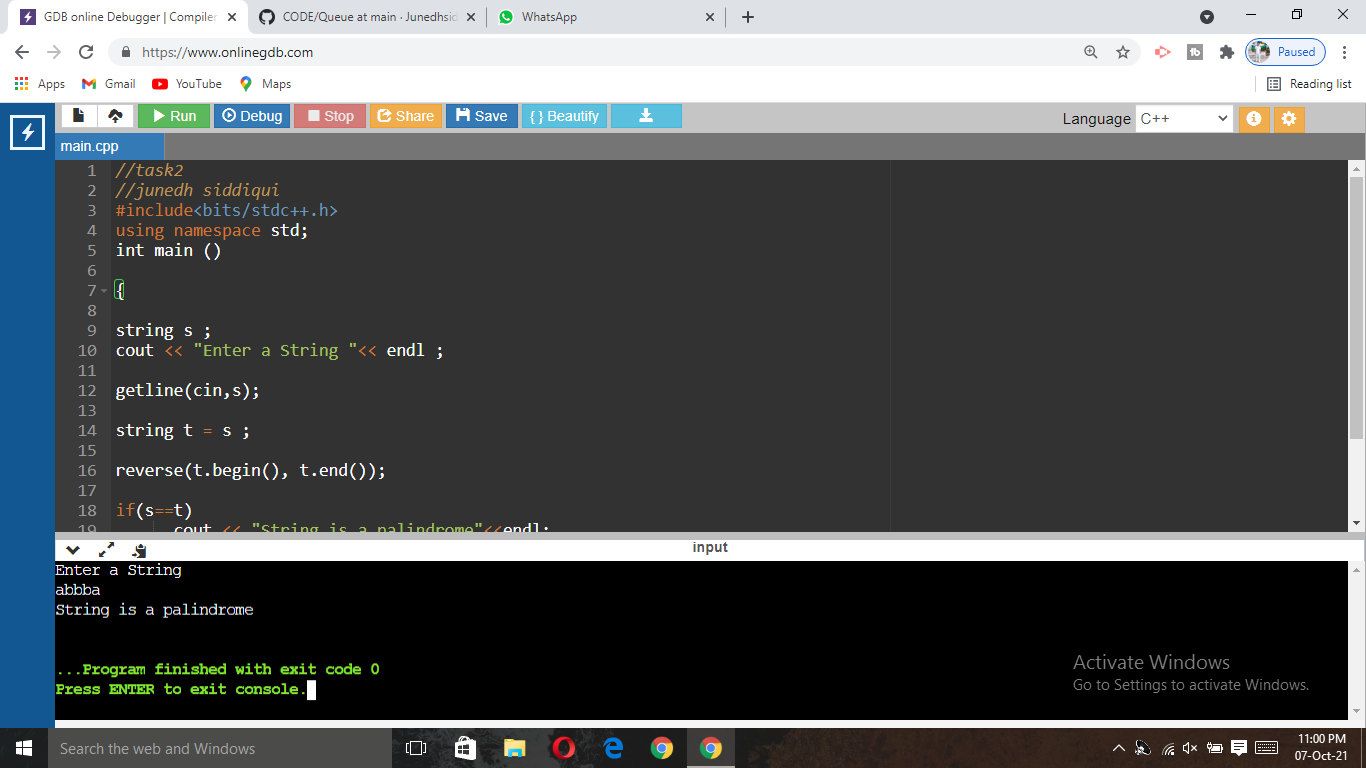 GDB online Debugger | Compiler
CODE/Queue at main · Junedhsid
WhatsApp
https://www.onlinegdb.com
Paused
Apps
Gmail
YouTube
Maps
Reading list
Run
Debug
Stop
Share
Save
{ } Beautify
Language C++
main.cpp
1 //task2
2 //junedh siddiqui
3 #include<bits/stdc++.h>
4 using namespace std;
5 int main ()
6
7 {
8
9 string s ;
10 cout << "Enter a String "<< endl ;
11
12 getline(cin,s);
13
14 string t = s ;
15
16 reverse(t.begin(), t.end());
17
18 if(s==t)
19 cout << "String is a palindrome"<<endl;
input
Enter a String
abbba
String is a palindrome
...Program finished with exit code 0
Press ENTER to exit console.
Activate Windows
Go to Settings to activate Windows.
Search the web and Windows
11:00 PM
07-Oct-21